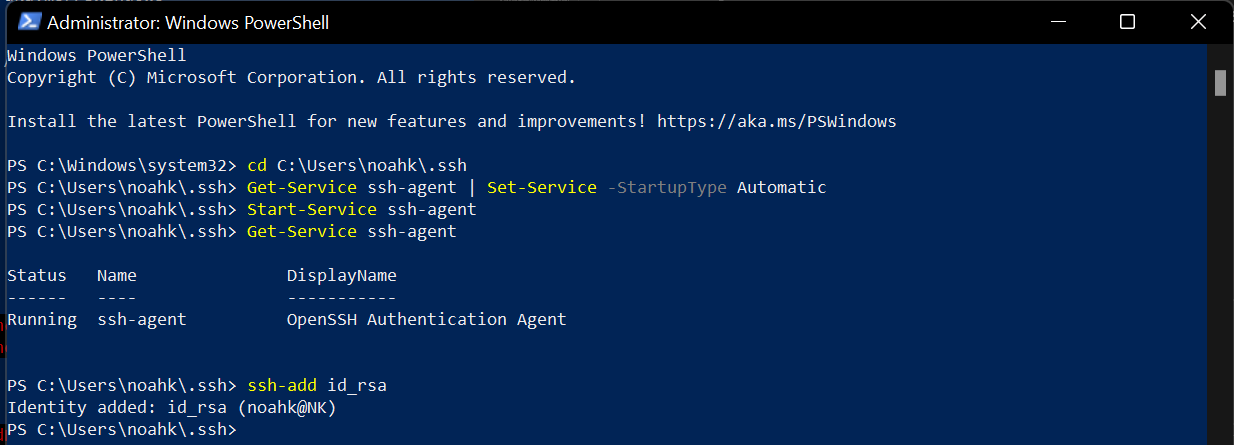 Administrator: Windows PowerShell
Windows PowerShell
Copyright (C) Microsoft Corporation. All rights reserved.
Install the latest PowerShell for new features and improvements! https://aka.ms/PSWindows
PS C:\Windows\system32> cd C:\Users\noahk\.ssh
PS C:\Users\noahk\.ssh> Get-Service ssh-agent | Set-Service -StartupType Automatic
PS C:\Users\noahk\.ssh> Start-Service ssh-agent
PS C:\Users\noahk\.ssh> Get-Service ssh-agent
Status   Name               DisplayName
------   ----               -----------
Running  ssh-agent          OpenSSH Authentication Agent
PS C:\Users\noahk\.ssh> ssh-add id_rsa
Identity added: id_rsa (noahk@NK)
PS C:\Users\noahk\.ssh>